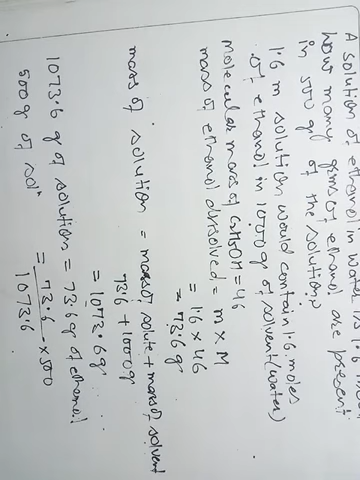 A solution of ethanol in water is 1.6
how many gms of ethanol are present
in 500 g of the solution
1.6 m solution would contain 1.6 moles
of ethanol in 1000 g of solvent (water)
molecular mass of C2H5OH = 46
mass of ethanol dissolved = m × M
= 1.6 × 46
= 73.6 g
mass of solution = mass of solute + mass of solvent
73.6 + 1000 g
= 1073.6 g
1073.6 g of solution = 73.6 g of ethanol
500 g of solⁿ = 73.6 × 500
1073.6